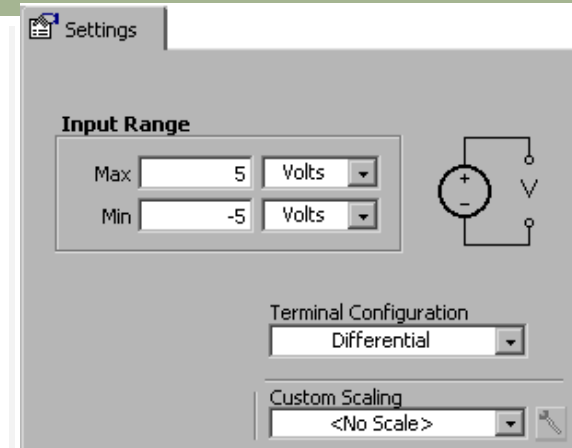 Settings
Input Range
Max 5 Volts
Min -5 Volts
+
-
V
Terminal Configuration
Differential
Custom Scaling
<No Scale>